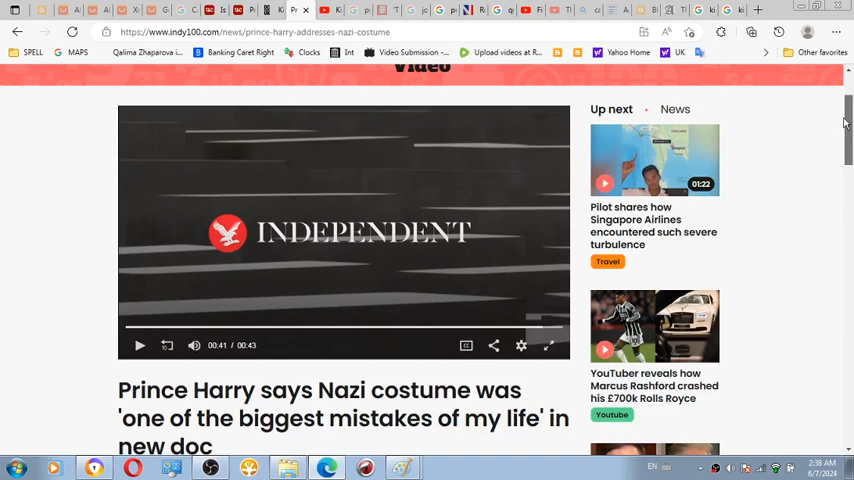 https://www.indy100.com/news/prince-harry-addresses-nazi-costume
SPELL MAPS Qalima Zhaparova i... Banking Caret Right Clocks Int Video Submission -... Upload videos at R... Yahoo Home UK Other favorites
Video
Up next • News
INDEPENDENT
01:22
Pilot shares how
Singapore Airlines
encountered such severe
turbulence
Travel
00:41 / 00:43
YouTuber reveals how
Marcus Rashford crashed
his £700k Rolls Royce
Youtube
Prince Harry says Nazi costume was
'one of the biggest mistakes of my life' in
new doc
EN
2:38 AM
6/7/2024